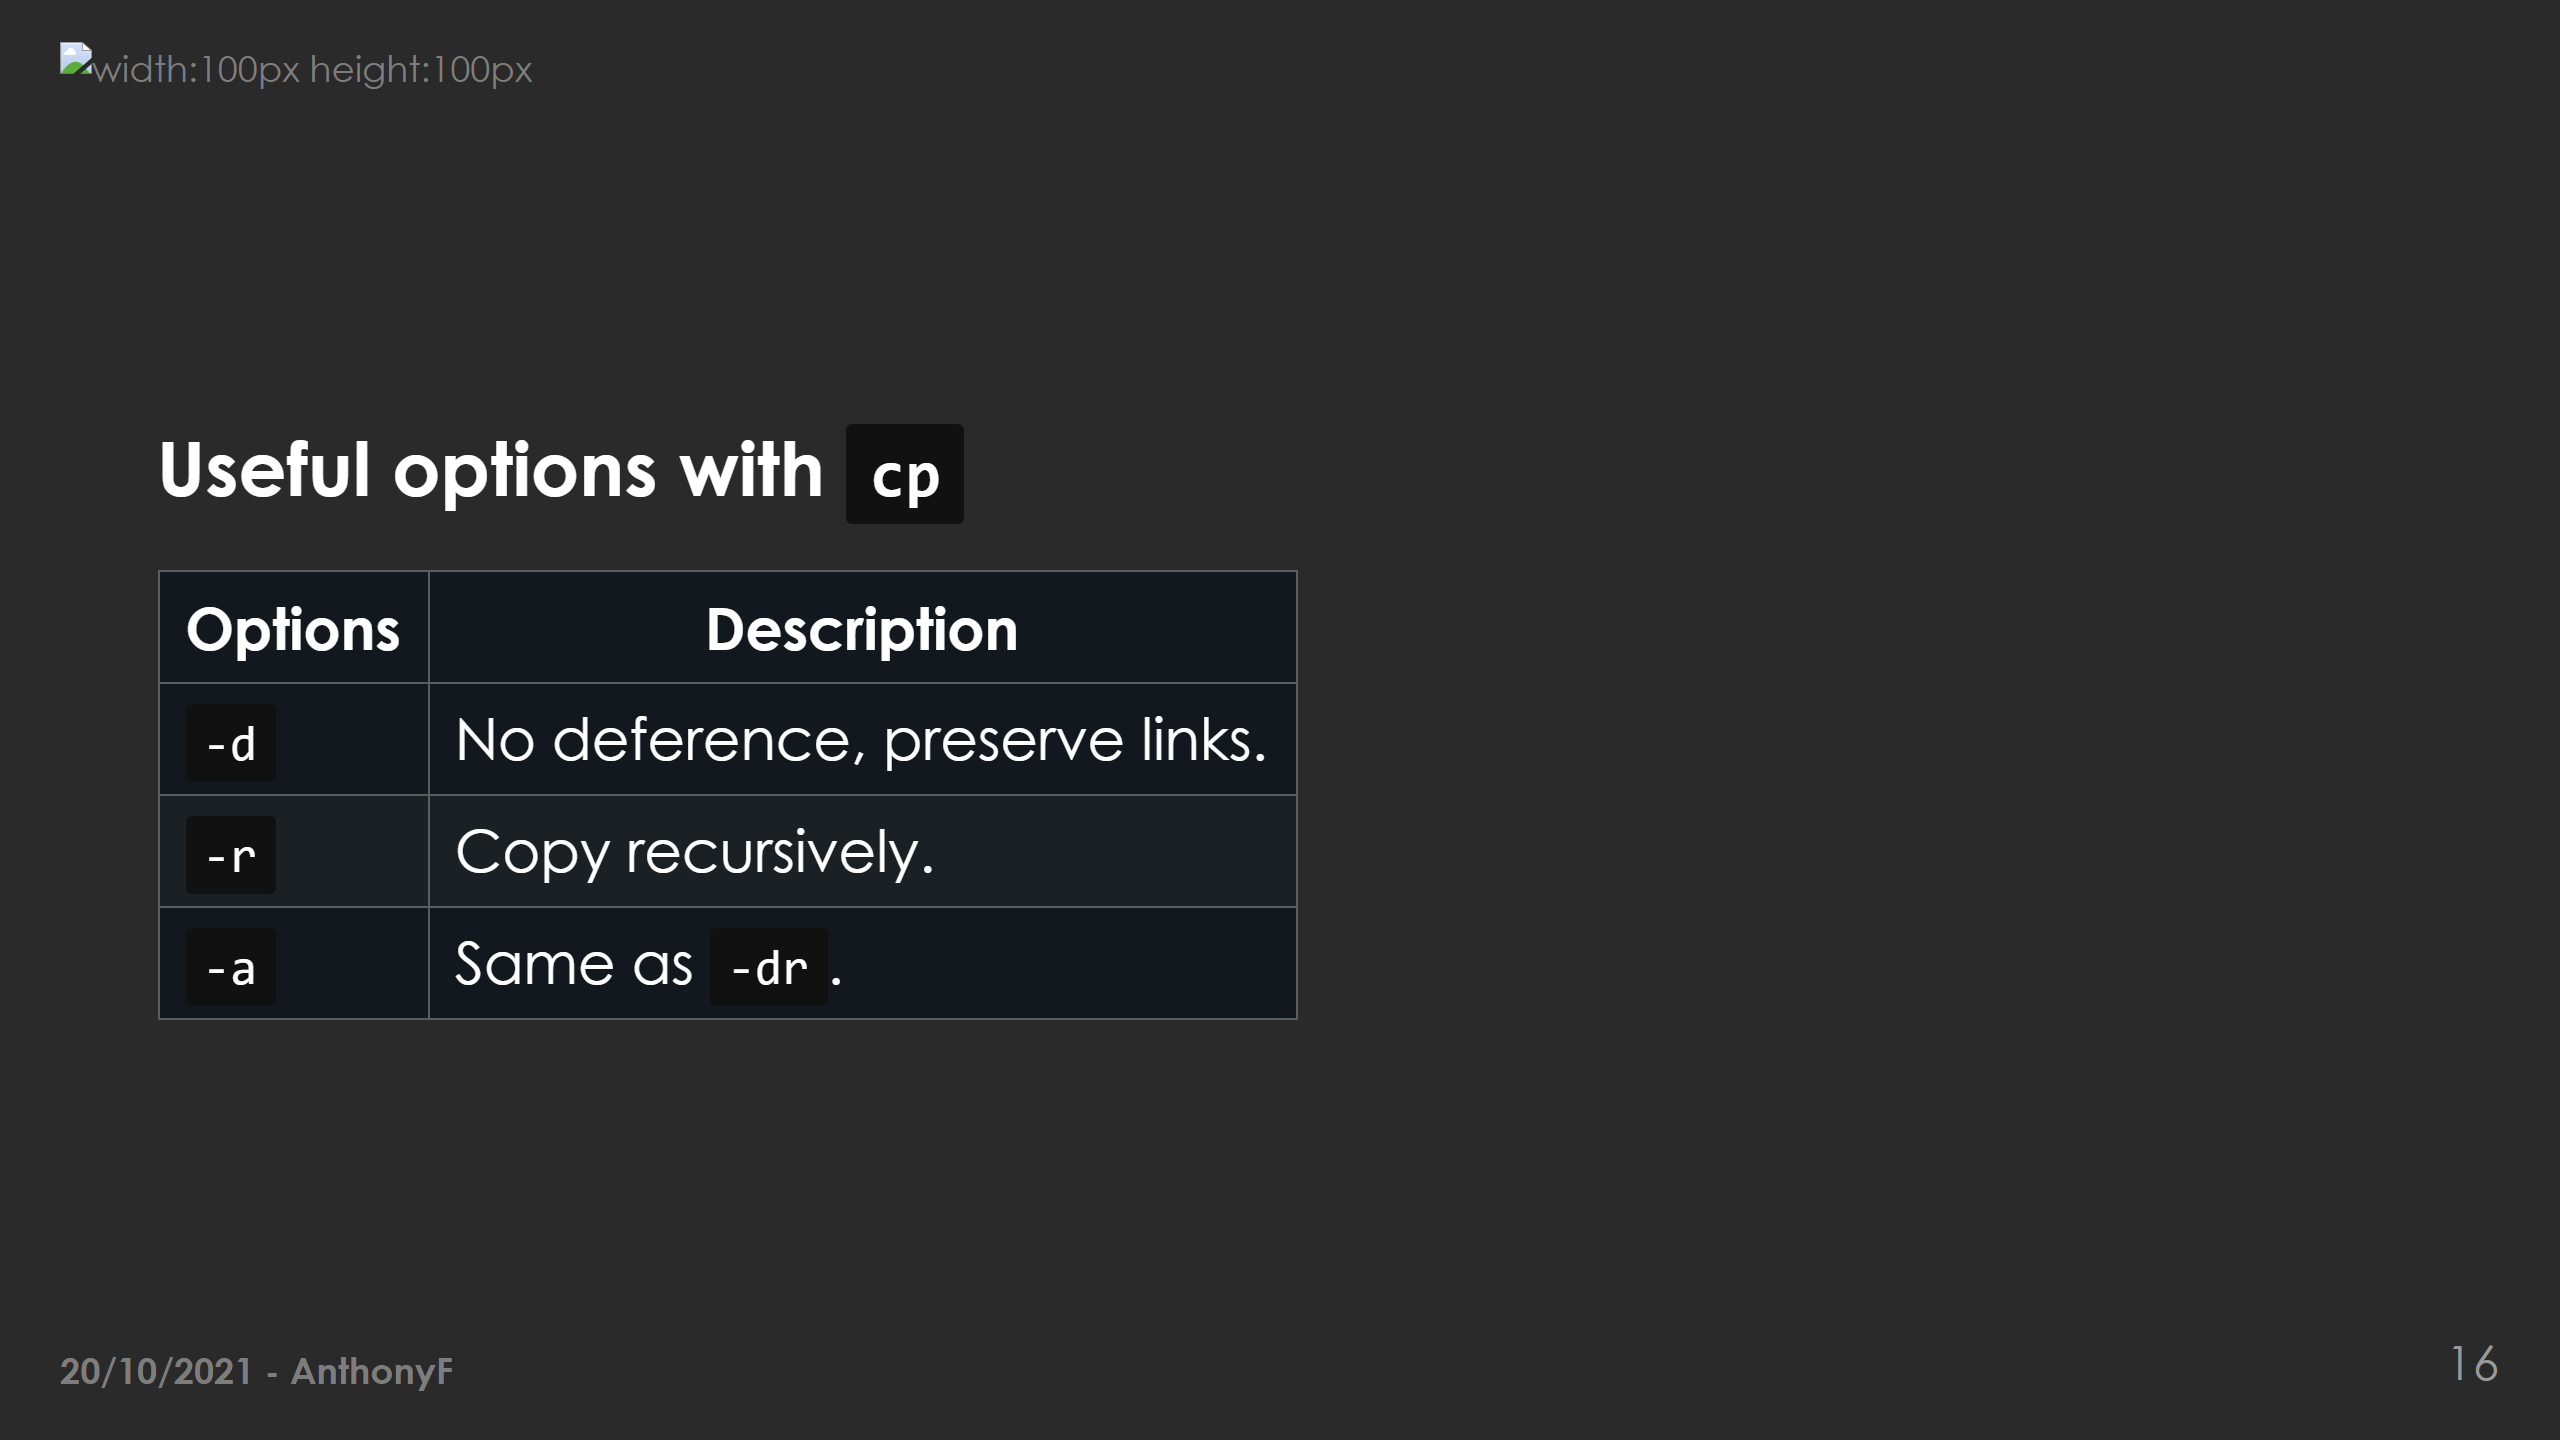 width:100px height:100px
Useful options with cp
Options Description
-d No deference, preserve links.
-r Copy recursively.
-a Same as -dr.
20/10/2021 - AnthonyF
16